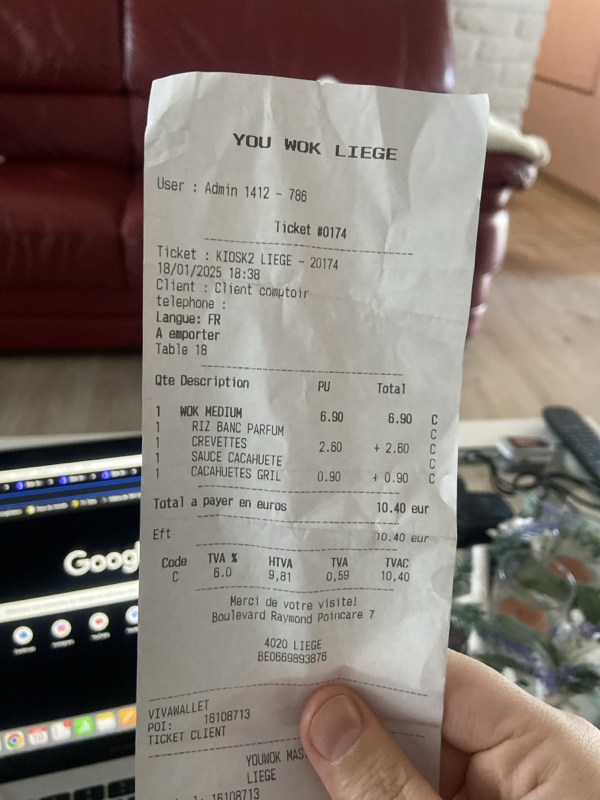 YOU WOK LIEGE
User : Admin 1412 - 786
Ticket #0174
Ticket : KIOSK2 LIEGE - 20174
18/01/2025 18:38
Client : Client comptoir
telephone :
Langue: FR
A emporter
Table 18
Qte Description PU Total
1 WOK MEDIUM 6.90 6.90 C
1 RIZ BANC PARFUM C
1 CREVETTES 2.60 + 2.60 C
1 SAUCE CACAHUETE C
1 CACAHUETES GRIL 0.90 + 0.90 C
Total a payer en euros 10.40 eur
Eft 10.40 eur
Code TVA % HTVA TVA TVAC
C 6.0 9,81 0,59 10,40
Merci de votre visite!
Boulevard Raymond Poincare 7
4020 LIEGE
BE0669893876
VIVAWALLET
POI: 16108713
TICKET CLIENT
YOUWOK MAS
LIEGE
16108713
Goog